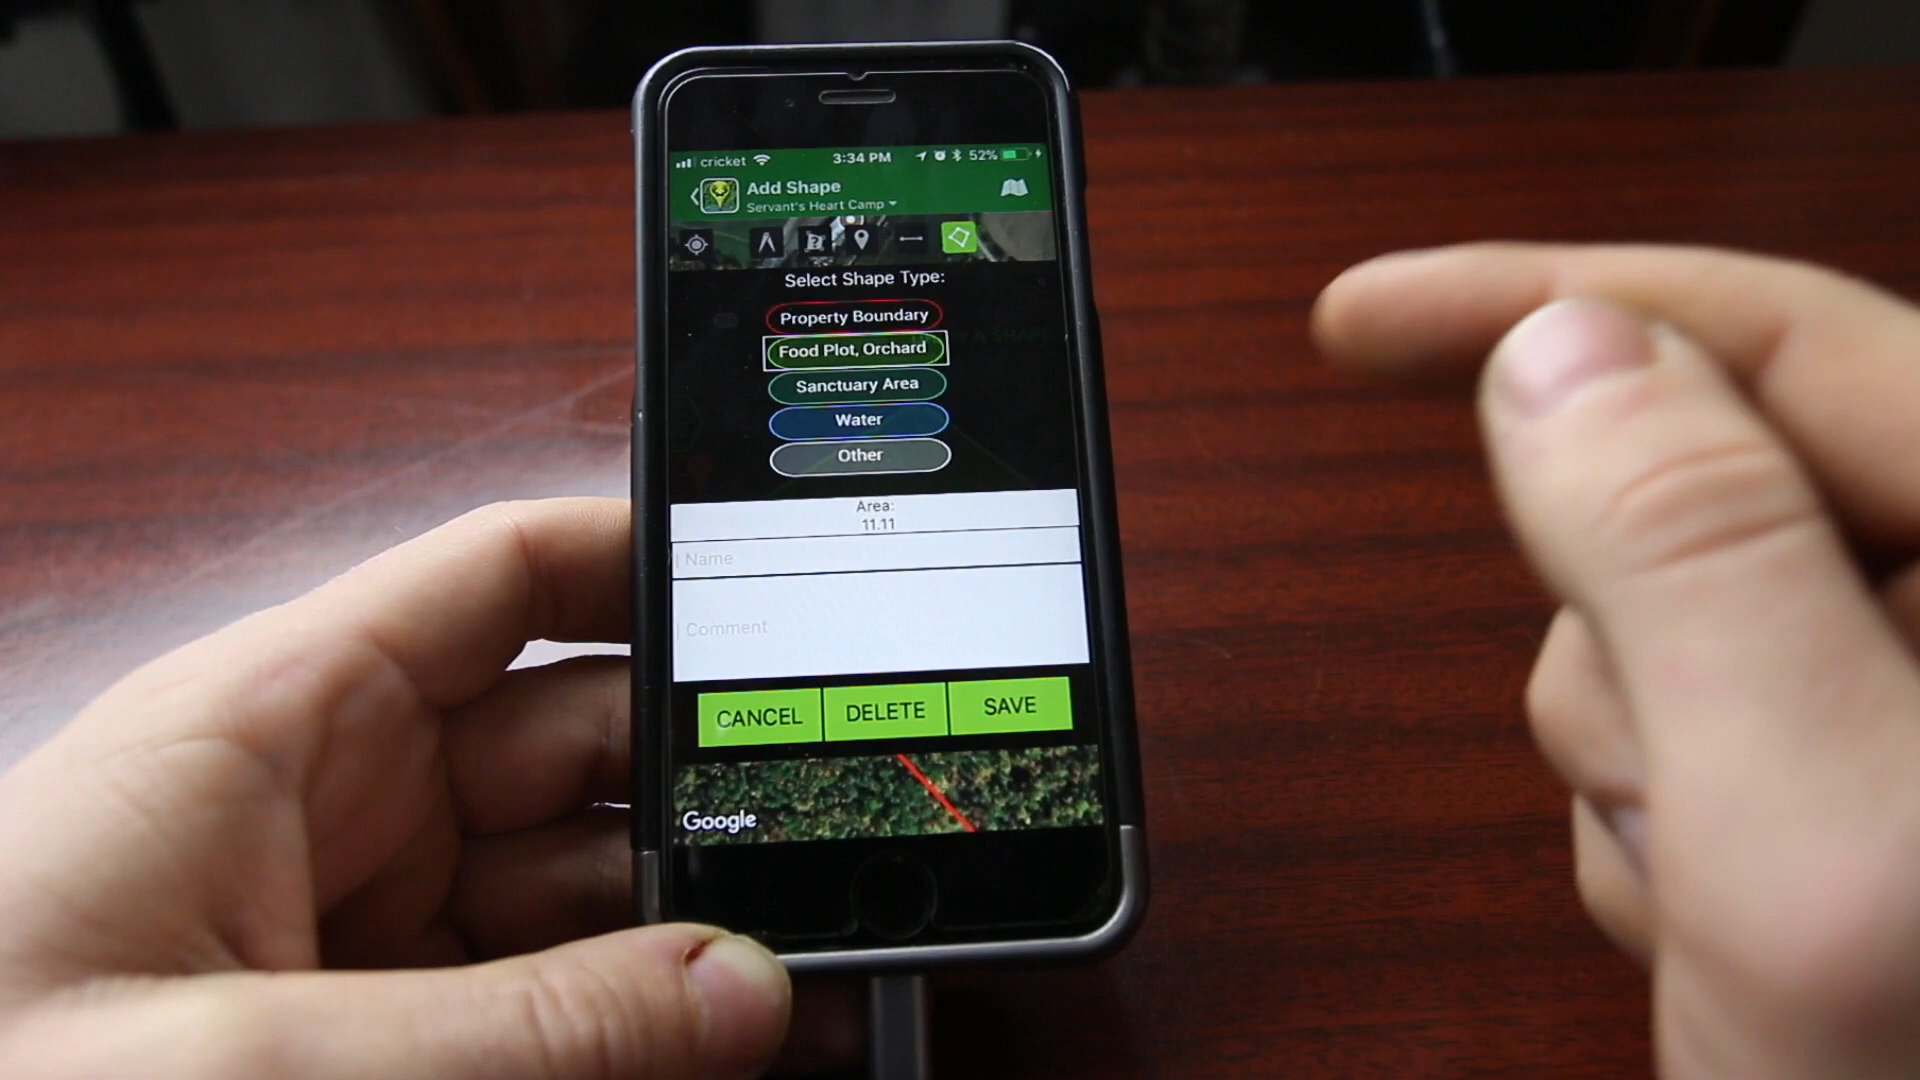 cricket 3:34 PM 52%
Add Shape
Servant's Heart Camp
Select Shape Type:
Property Boundary
Food Plot, Orchard
Sanctuary Area
Water
Other
Area:
11.11
Name
Comment
CANCEL DELETE SAVE
Google